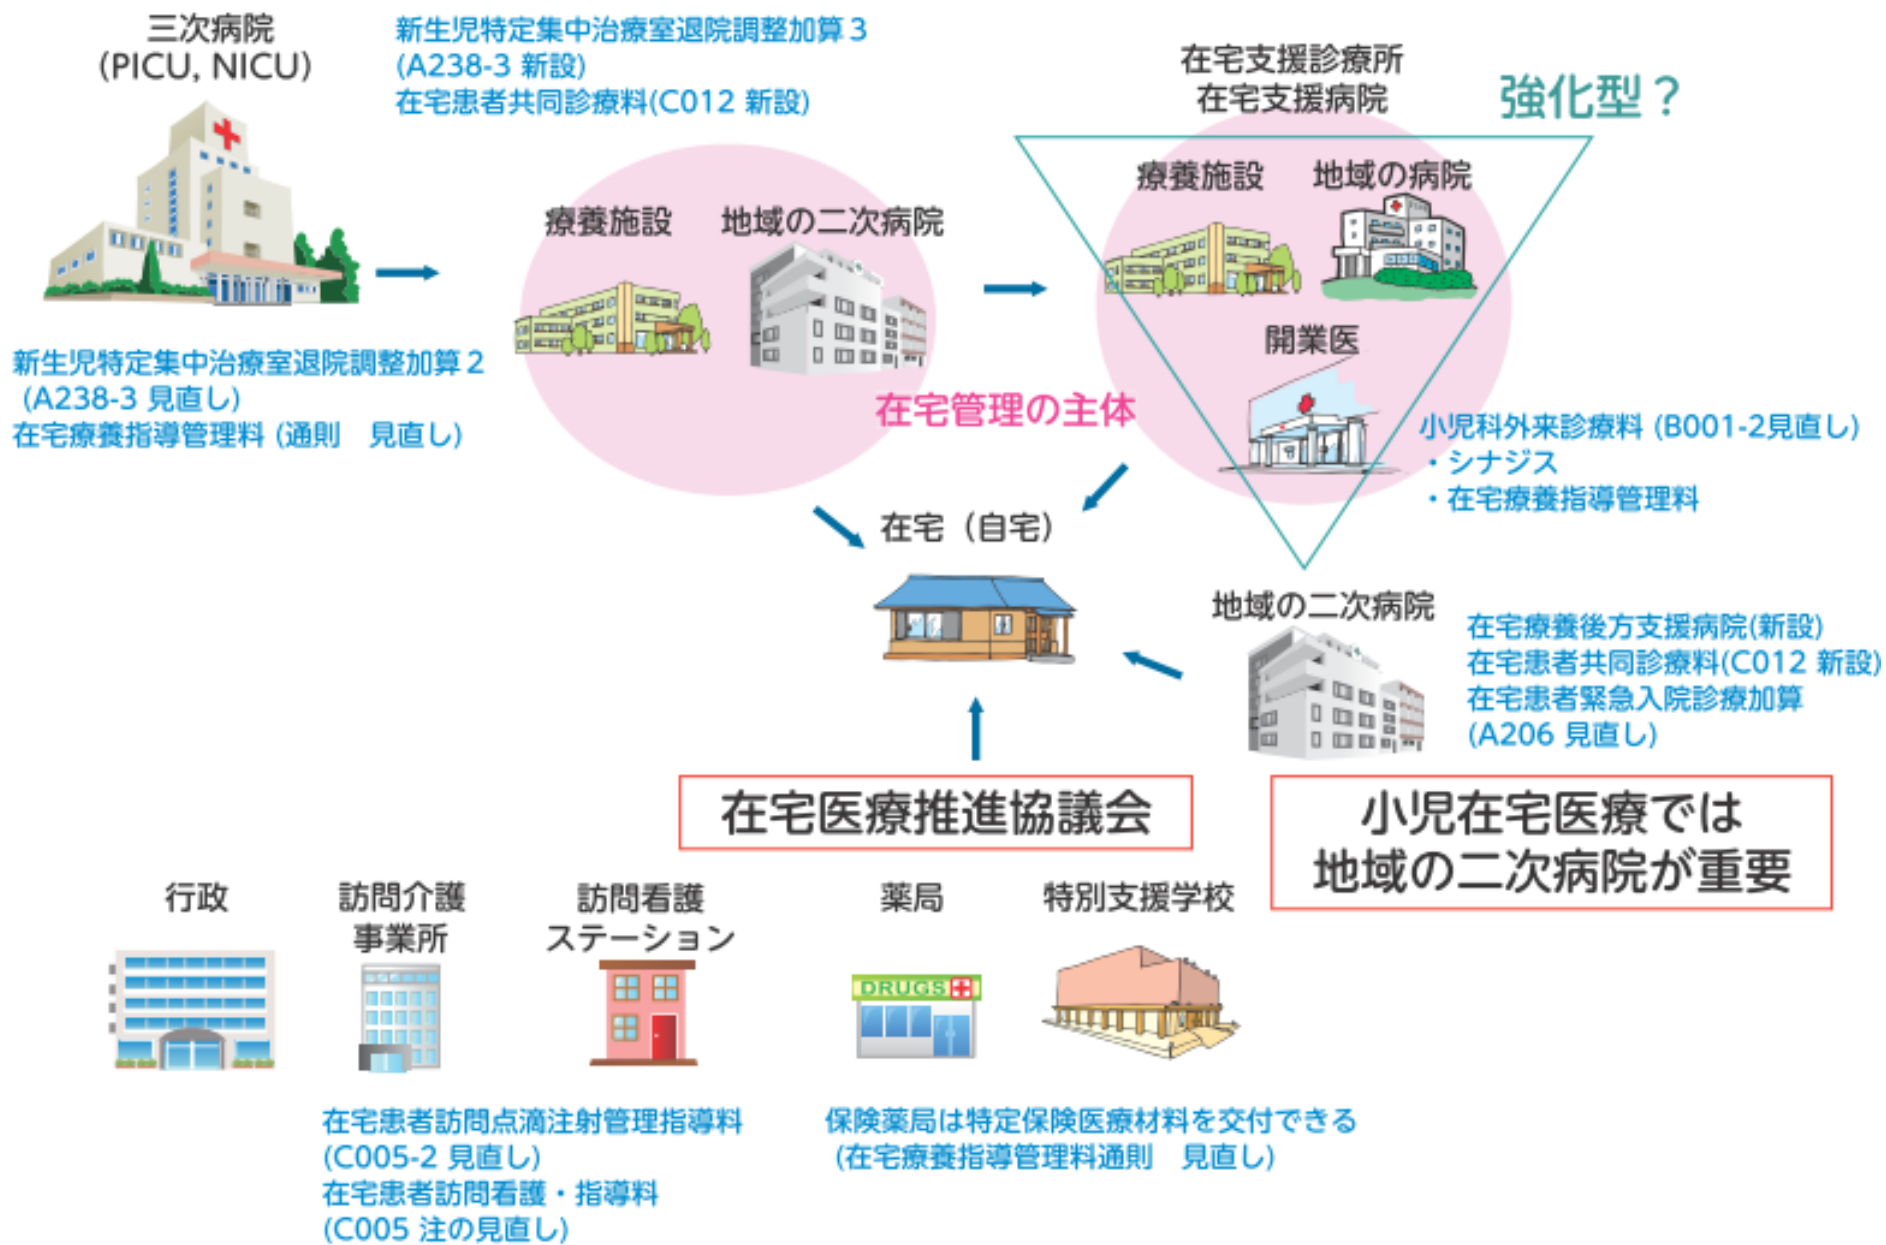 三次病院
(PICU, NICU)
新生児特定集中治療室退院調整加算３
(A238-3 新設)
在宅患者共同診療料(C012 新設)
在宅支援診療所
在宅支援病院
強化型？
療養施設
地域の二次病院
療養施設
地域の病院
開業医
新生児特定集中治療室退院調整加算２
(A238-3 見直し)
在宅療養指導管理料 (通則　見直し)
在宅管理の主体
小児科外来診療料 (B001-2見直し)
・シナジス
・在宅療養指導管理料
在宅（自宅）
地域の二次病院
在宅療養後方支援病院(新設)
在宅患者共同診療料(C012 新設)
在宅患者緊急入院診療加算
(A206 見直し)
在宅医療推進協議会
小児在宅医療では
地域の二次病院が重要
行政
訪問介護
事業所
訪問看護
ステーション
薬局
特別支援学校
DRUGS
在宅患者訪問点滴注射管理指導料
(C005-2 見直し)
在宅患者訪問看護・指導料
(C005 注の見直し)
保険薬局は特定保険医療材料を交付できる
(在宅療養指導管理料通則　見直し)